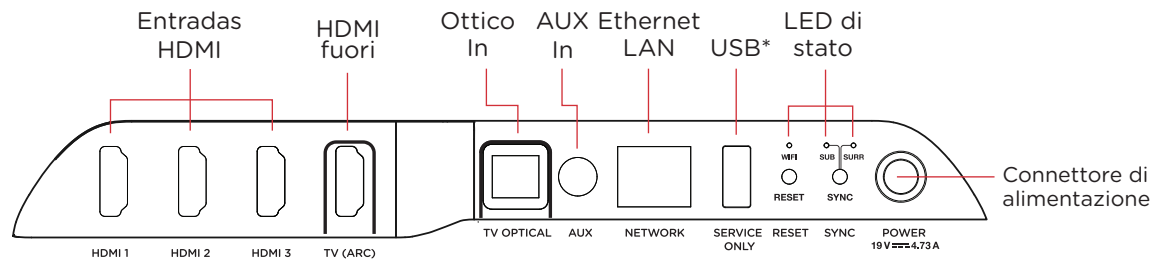 Entradas
HDMI
HDMI
fuori
Ottico
In
AUX
In
Ethernet
LAN
USB*
LED di
stato
WIFI
SUB
SURR
RESET
SYNC
Connettore di
alimentazione
HDMI 1
HDMI 2
HDMI 3
TV (ARC)
TV OPTICAL
AUX
NETWORK
SERVICE
ONLY
RESET
SYNC
POWER
19 V⎓4.73 A